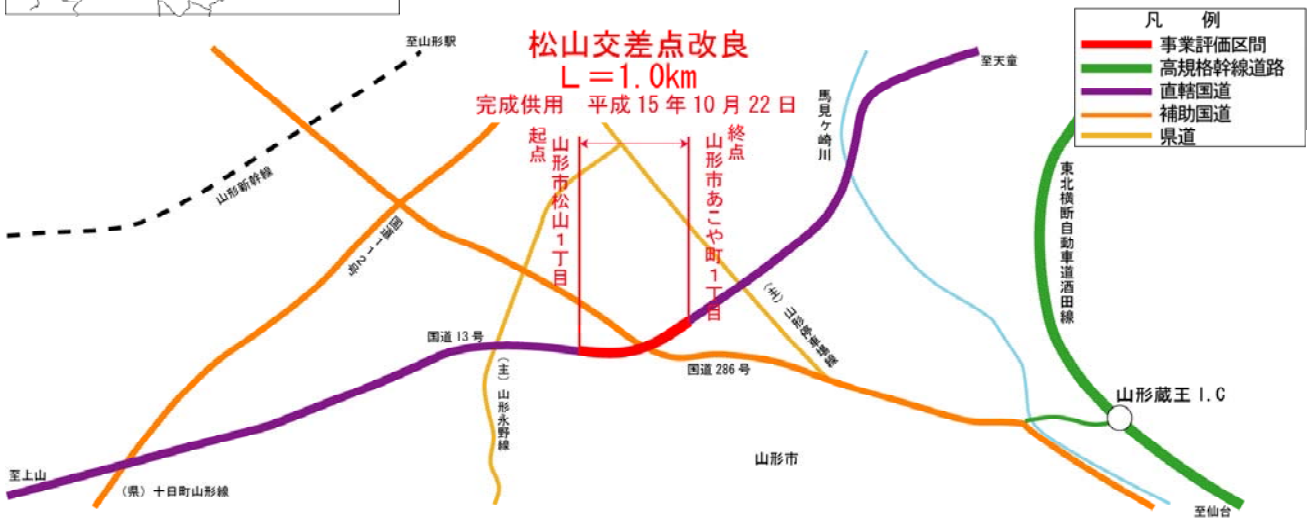 松山交差点改良
L=1.0km
完成供用 平成15年10月22日
起点
山形市松山1丁目
終点
山形市あこや町1丁目
至山形駅
山形新幹線
国道112号
国道13号
至上山
(県)十日町山形線
(主)山形永野線
国道286号
(主)山形停車場線
馬見ヶ崎川
至天童
山形市
東北横断自動車道酒田線
山形蔵王I.C
至仙台
凡 例
事業評価区間
高規格幹線道路
直轄国道
補助国道
県道